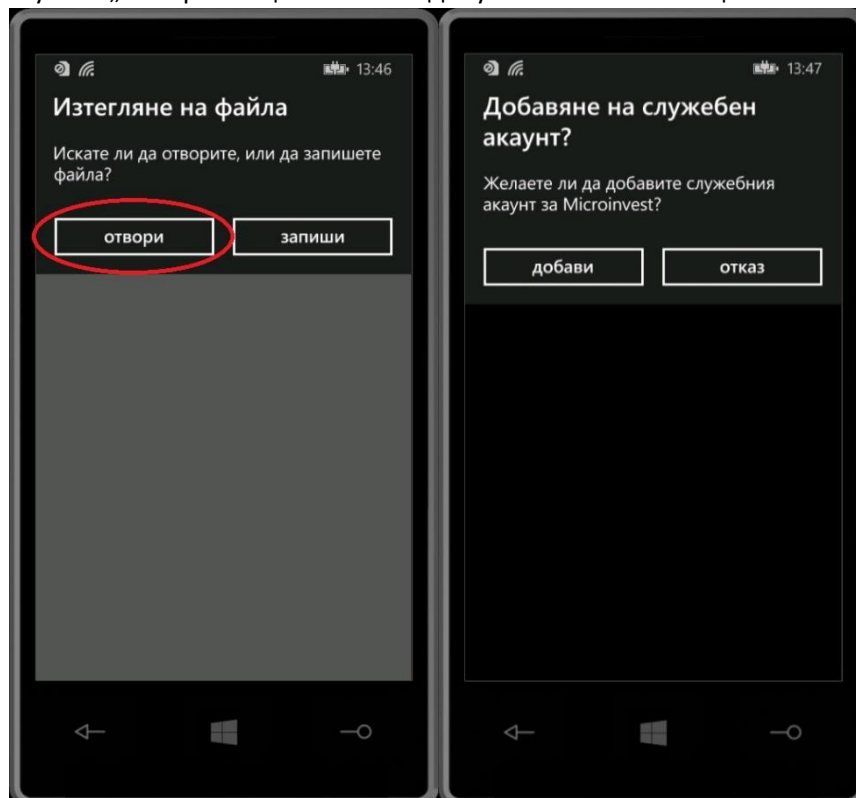 13:46
Изтегляне на файла
Искате ли да отворите, или да запишете
файла?
отвори
запиши
13:47
Добавяне на служебен
акаунт?
Желаете ли да добавите служебния
акаунт за Microinvest?
добави
отказ